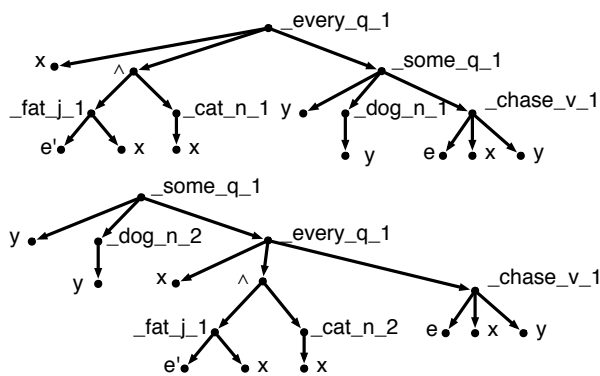 _every_q_1
x ∧ _some_q_1
_fat_j_1 _cat_n_1 y _dog_n_1 _chase_v_1
e' x x y e x y
_some_q_1
y _dog_n_2 _every_q_1
y x ∧ _chase_v_1
_fat_j_1 _cat_n_2 e x y
e' x x